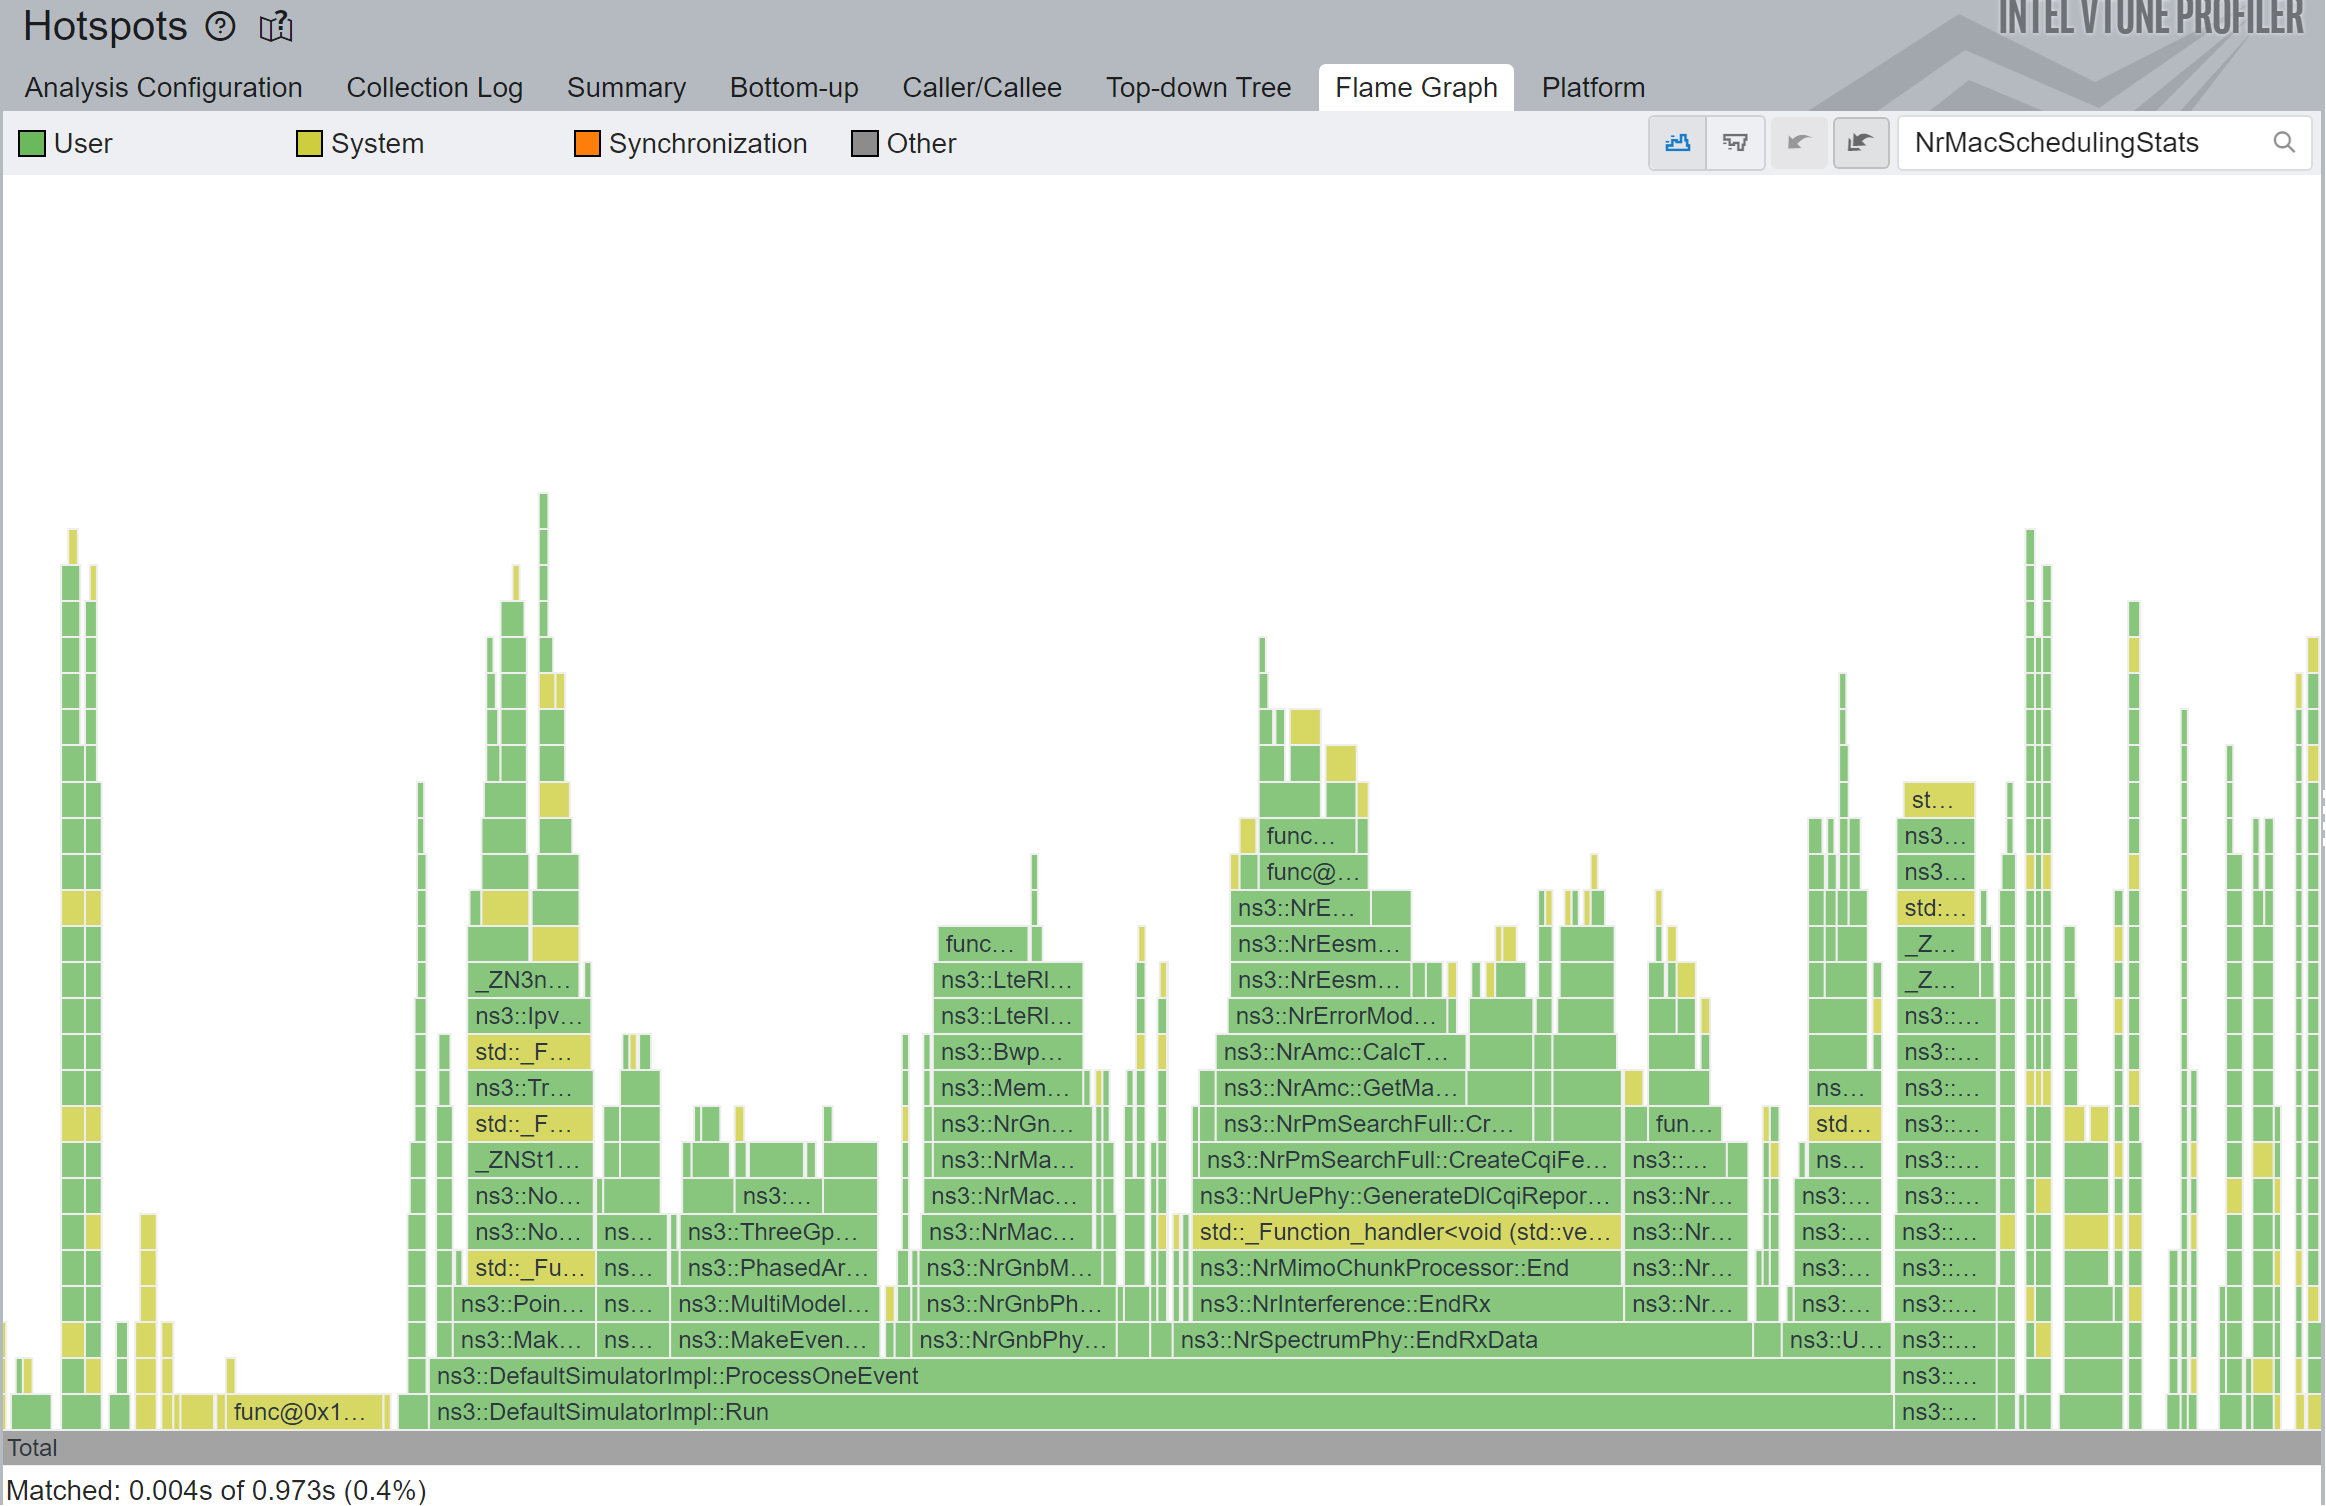 Hotspots
INTEL VTUNE PROFILER
Analysis Configuration Collection Log Summary Bottom-up Caller/Callee Top-down Tree Flame Graph Platform
User System Synchronization Other NrMacSchedulingStats
st...
func... ns3...
func@... ns3...
ns3::NrE... std:...
func... ns3::NrEesm... _Z...
_ZN3n... ns3::LteRl... ns3::NrEesm... _Z...
ns3::Ipv... ns3::LteRl... ns3::NrErrorMod... ns3::...
std::_F... ns3::Bwp... ns3::NrAmc::CalcT... ns3::...
ns3::Tr... ns3::Mem... ns3::NrAmc::GetMa... ns... ns3::...
std::_F... ns3::NrGn... ns3::NrPmSearchFull::Cr... fun... std... ns3::...
_ZNSt1... ns3::NrMa... ns3::NrPmSearchFull::CreateCqiFe... ns3::... ns... ns3::...
ns3::No... ns3:... ns3::NrMac... ns3::NrUePhy::GenerateDlCqiRepor... ns3::Nr... ns3:... ns3::...
ns3::No... ns... ns3::ThreeGp... ns3::NrMac... std::_Function_handler<void (std::ve... ns3::Nr... ns3:... ns3::...
std::_Fu... ns... ns3::PhasedAr... ns3::NrGnbM... ns3::NrMimoChunkProcessor::End ns3::Nr... ns3:... ns3::...
ns3::Poin... ns... ns3::MultiModel... ns3::NrGnbPh... ns3::NrInterference::EndRx ns3::Nr... ns3:... ns3::...
ns3::Mak... ns... ns3::MakeEven... ns3::NrGnbPhy... ns3::NrSpectrumPhy::EndRxData ns3::U... ns3::...
ns3::DefaultSimulatorImpl::ProcessOneEvent ns3::...
func@0x1... ns3::DefaultSimulatorImpl::Run ns3::...
Total
Matched: 0.004s of 0.973s (0.4%)